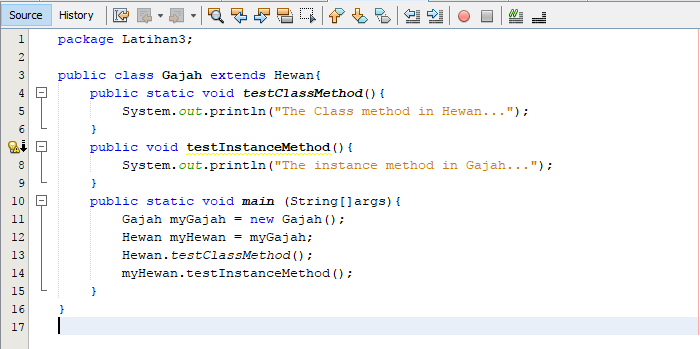 Source History
1 package Latihan3;
2
3 public class Gajah extends Hewan{
4 public static void testClassMethod(){
5 System.out.println("The Class method in Hewan...");
6 }
public void testInstanceMethod(){
8 System.out.println("The instance method in Gajah...");
9 }
10 public static void main (String[]args){
11 Gajah myGajah = new Gajah();
12 Hewan myHewan = myGajah;
13 Hewan.testClassMethod();
14 myHewan.testInstanceMethod();
15 }
16 }
17